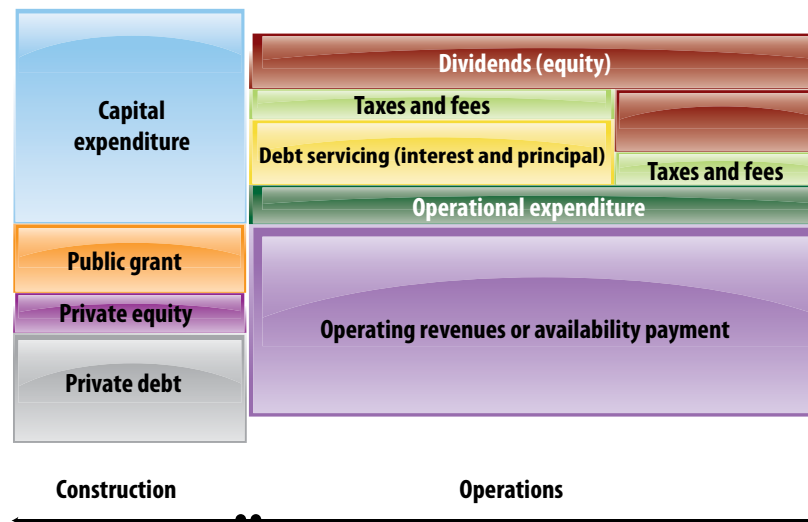 Capital
expenditure
Public grant
Private equity
Private debt
Dividends (equity)
Taxes and fees
Debt servicing (interest and principal)
Taxes and fees
Operational expenditure
Operating revenues or availability payment
Construction
Operations